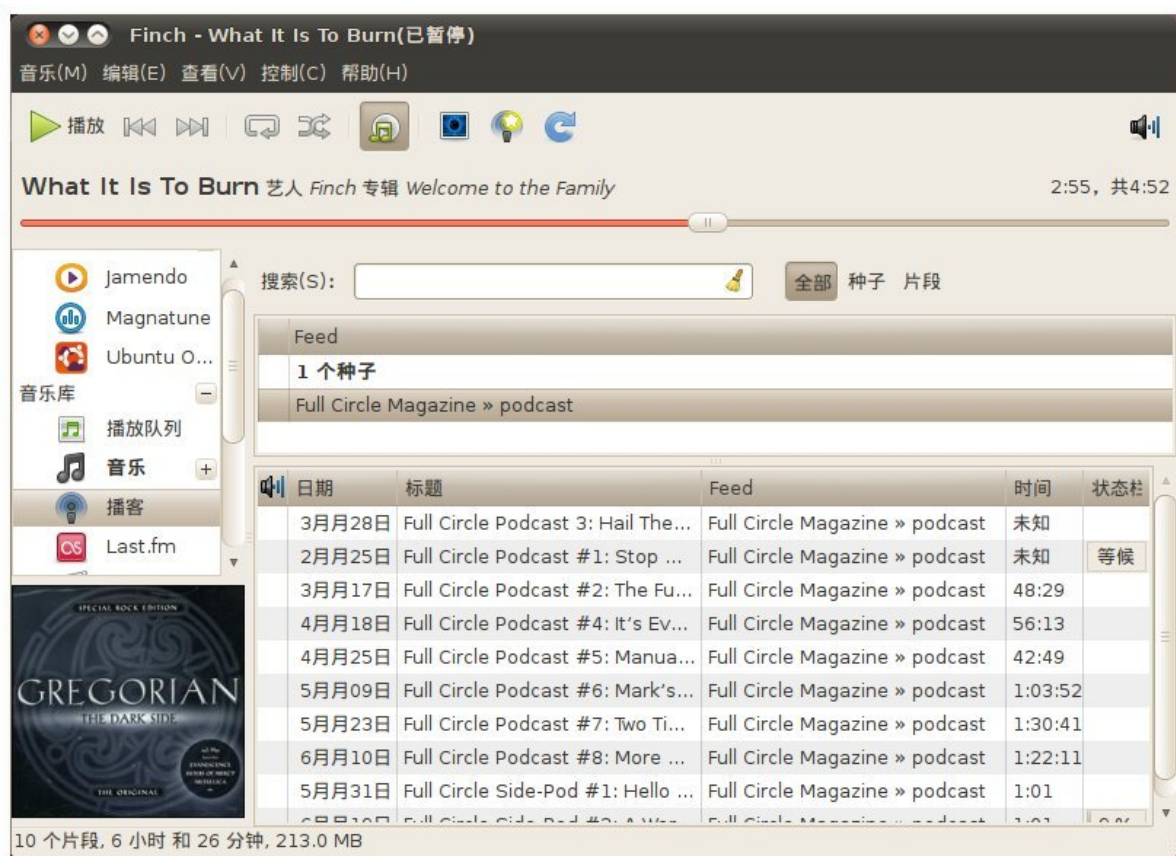 Finch - What It Is To Burn(已暂停)
音乐(M) 编辑(E) 查看(V) 控制(C) 帮助(H)
播放
What It Is To Burn 艺人 Finch 专辑 Welcome to the Family 2:55，共4:52
Jamendo
Magnatune
Ubuntu O...
音乐库
播放队列
音乐
播客
Last.fm
搜索(S): 全部 种子 片段
Feed
1 个种子
Full Circle Magazine » podcast
日期 标题 Feed 时间 状态栏
3月月28日 Full Circle Podcast 3: Hail The... Full Circle Magazine » podcast 未知
2月月25日 Full Circle Podcast #1: Stop ... Full Circle Magazine » podcast 未知 等候
3月月17日 Full Circle Podcast #2: The Fu... Full Circle Magazine » podcast 48:29
4月月18日 Full Circle Podcast #4: It's Ev... Full Circle Magazine » podcast 56:13
4月月25日 Full Circle Podcast #5: Manua... Full Circle Magazine » podcast 42:49
5月月09日 Full Circle Podcast #6: Mark's... Full Circle Magazine » podcast 1:03:52
5月月23日 Full Circle Podcast #7: Two Ti... Full Circle Magazine » podcast 1:30:41
6月月10日 Full Circle Podcast #8: More ... Full Circle Magazine » podcast 1:22:11
5月月31日 Full Circle Side-Pod #1: Hello ... Full Circle Magazine » podcast 1:01
SPECIAL ROCK EDITION
GREGORIAN
THE DARK SIDE
THE ORIGINAL
10 个片段, 6 小时 和 26 分钟, 213.0 MB